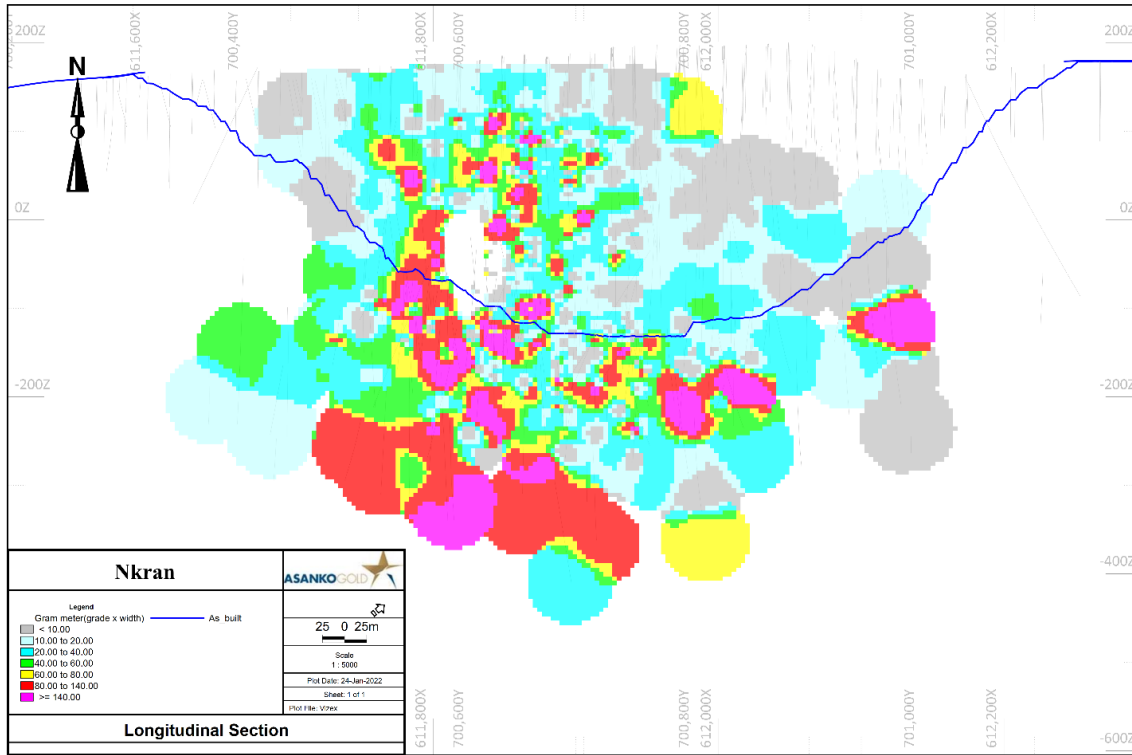 200Z
611,600X
700,400Y
611,800X
700,600Y
700,800Y
612,000X
701,000Y
612,200X
200Z
N
0Z
0Z
-200Z
-200Z
-400Z
-600Z
611,800X
700,600Y
700,800Y
612,000X
701,000Y
612,200X
Nkran
ASANKOGOLD
Legend
Gram meter(grade x width)
As built
< 10.00
10.00 to 20.00
20.00 to 40.00
40.00 to 60.00
60.00 to 80.00
80.00 to 140.00
>= 140.00
25 0 25m
Scale
1 : 5000
Plot Date: 24-Jan-2022
Sheet: 1 of 1
Plot File: Vizex
Longitudinal Section